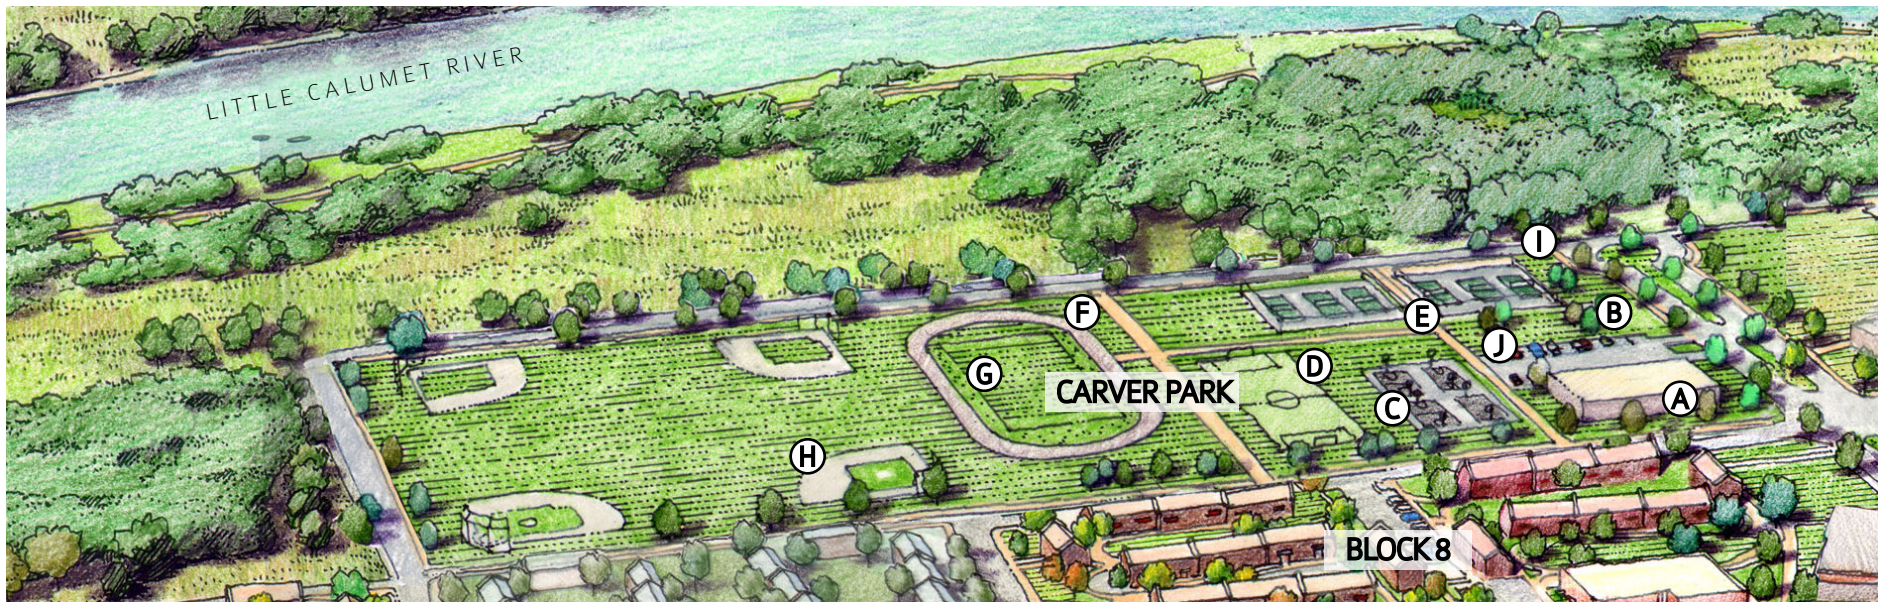 LITTLE CALUMET RIVER
I
F
E
B
J
G
D
CARVER PARK
C
A
H
BLOCK 8